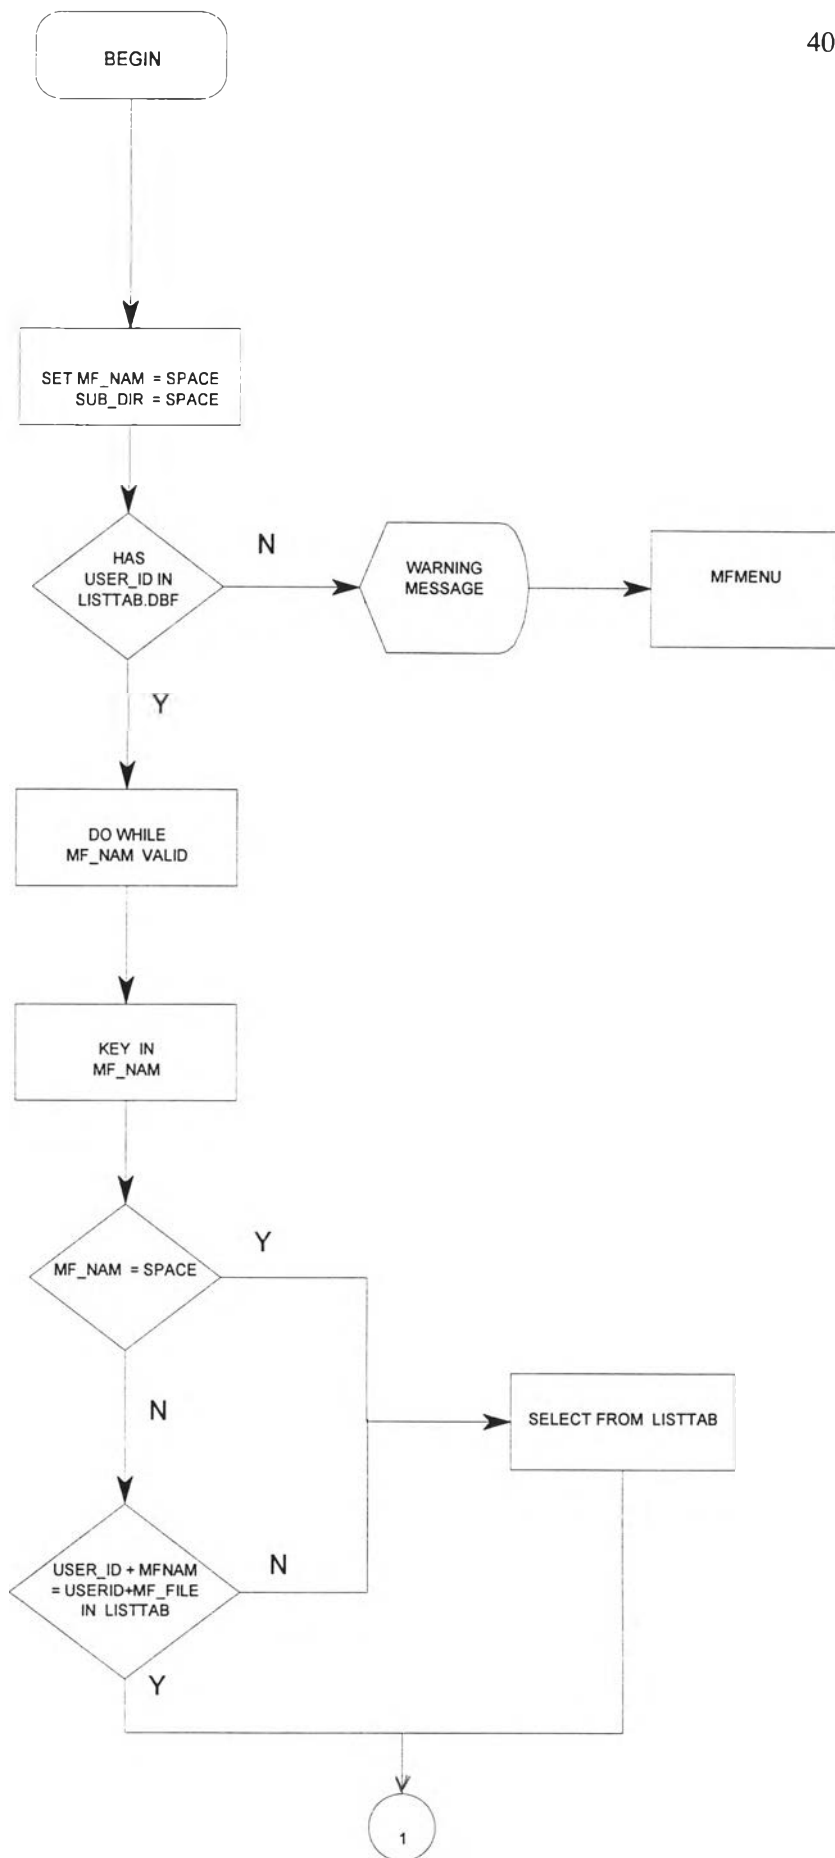 40
BEGIN
SET MF_NAM = SPACE
SUB_DIR = SPACE
HAS
USER_ID IN
LISTTAB.DBF
N
WARNING
MESSAGE
MFMENU
Y
DO WHILE
MF_NAM VALID
KEY IN
MF_NAM
MF_NAM = SPACE
Y
N
SELECT FROM LISTTAB
USER_ID + MFNAM
= USERID+MF_FILE
IN LISTTAB
N
Y
1